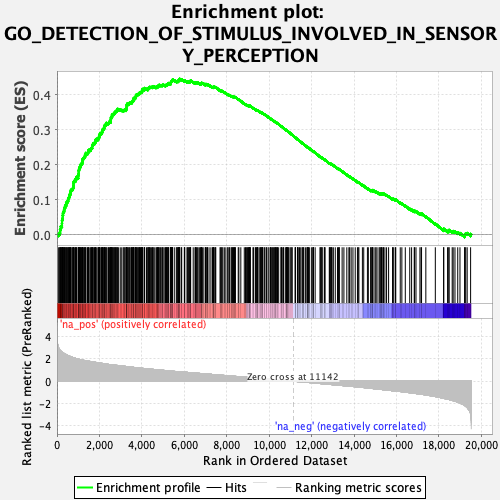 Enrichment plot:
GO_DETECTION_OF_STIMULUS_INVOLVED_IN_SENSOR
Y_PERCEPTION
Enrichment score (ES)
0.4
0.3
0.2
0.1
0.0
'na_pos' (positively correlated)
Ranked list metric (PreRanked)
4
2
0
-2
-4
Zero cross at 11142
'na_neg' (negatively correlated)
0
2,000
4,000
6,000
8,000
10,000
12,000
14,000
16,000
18,000
20,000
Rank in Ordered Dataset
Enrichment profile
Hits
Ranking metric scores